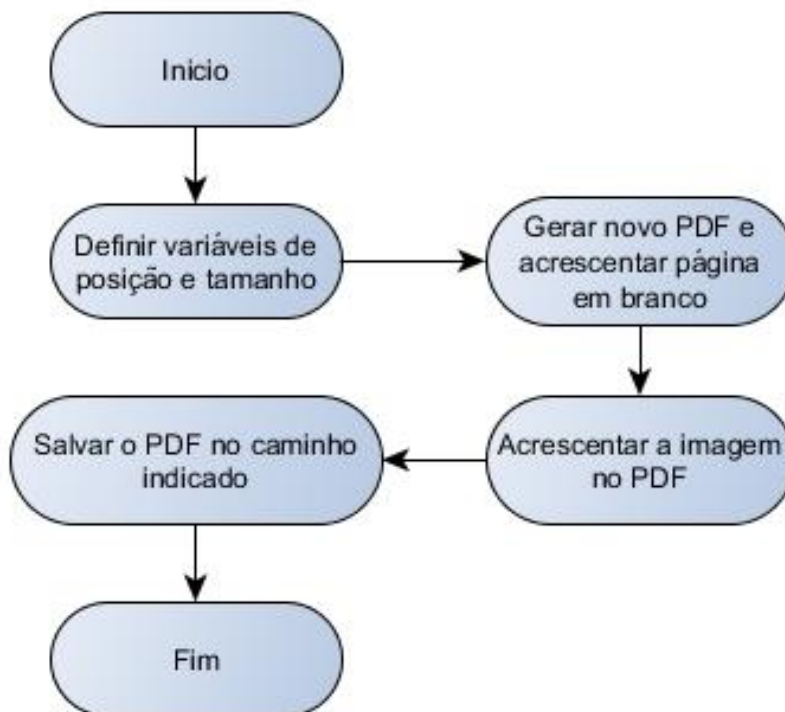 Inicio
Definir variáveis de
posição e tamanho
Gerar novo PDF e
acrescentar página
em branco
Acrescentar a imagem
no PDF
Salvar o PDF no caminho
indicado
Fim